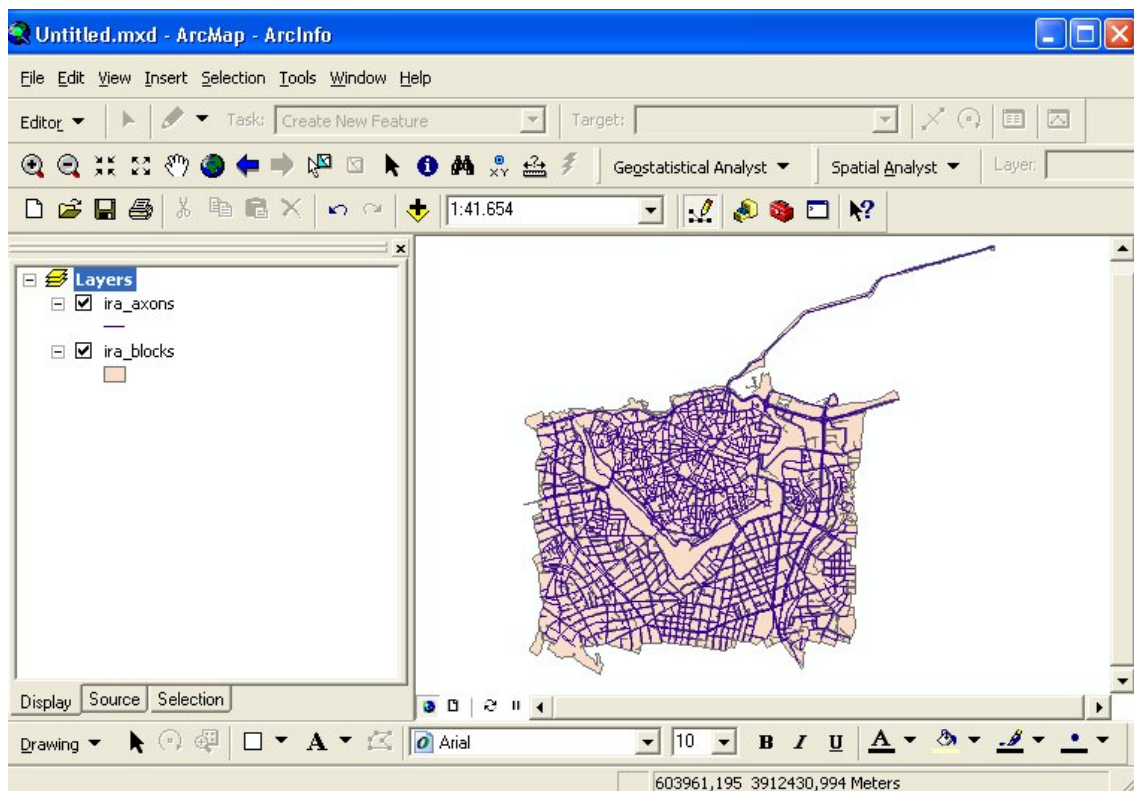 Untitled.mxd - ArcMap - ArcInfo
File Edit View Insert Selection Tools Window Help
Editor Task: Create New Feature Target:
XY Geostatistical Analyst Spatial Analyst Layer:
1:41.654
Layers
ira_axons
ira_blocks
Display Source Selection
Drawing A Arial 10 B I U A
603961,195 3912430,994 Meters